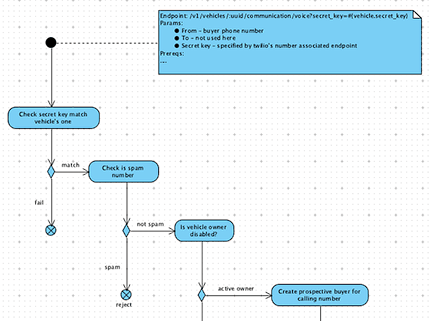 Endpoint: /v1/vehicles/:uuid/communication/voice?secret_key=#{vehicle.secret_key}
Params:
● From - buyer phone number
● To - not used here
● Secret key - specified by twilio's number associated endpoint
Prereqs:
...
Check secret key match
vehicle's one
match
Check is spam
number
fail
not spam
Is vehicle owner
disabled?
spam
reject
active owner
Create prospective buyer for
calling number